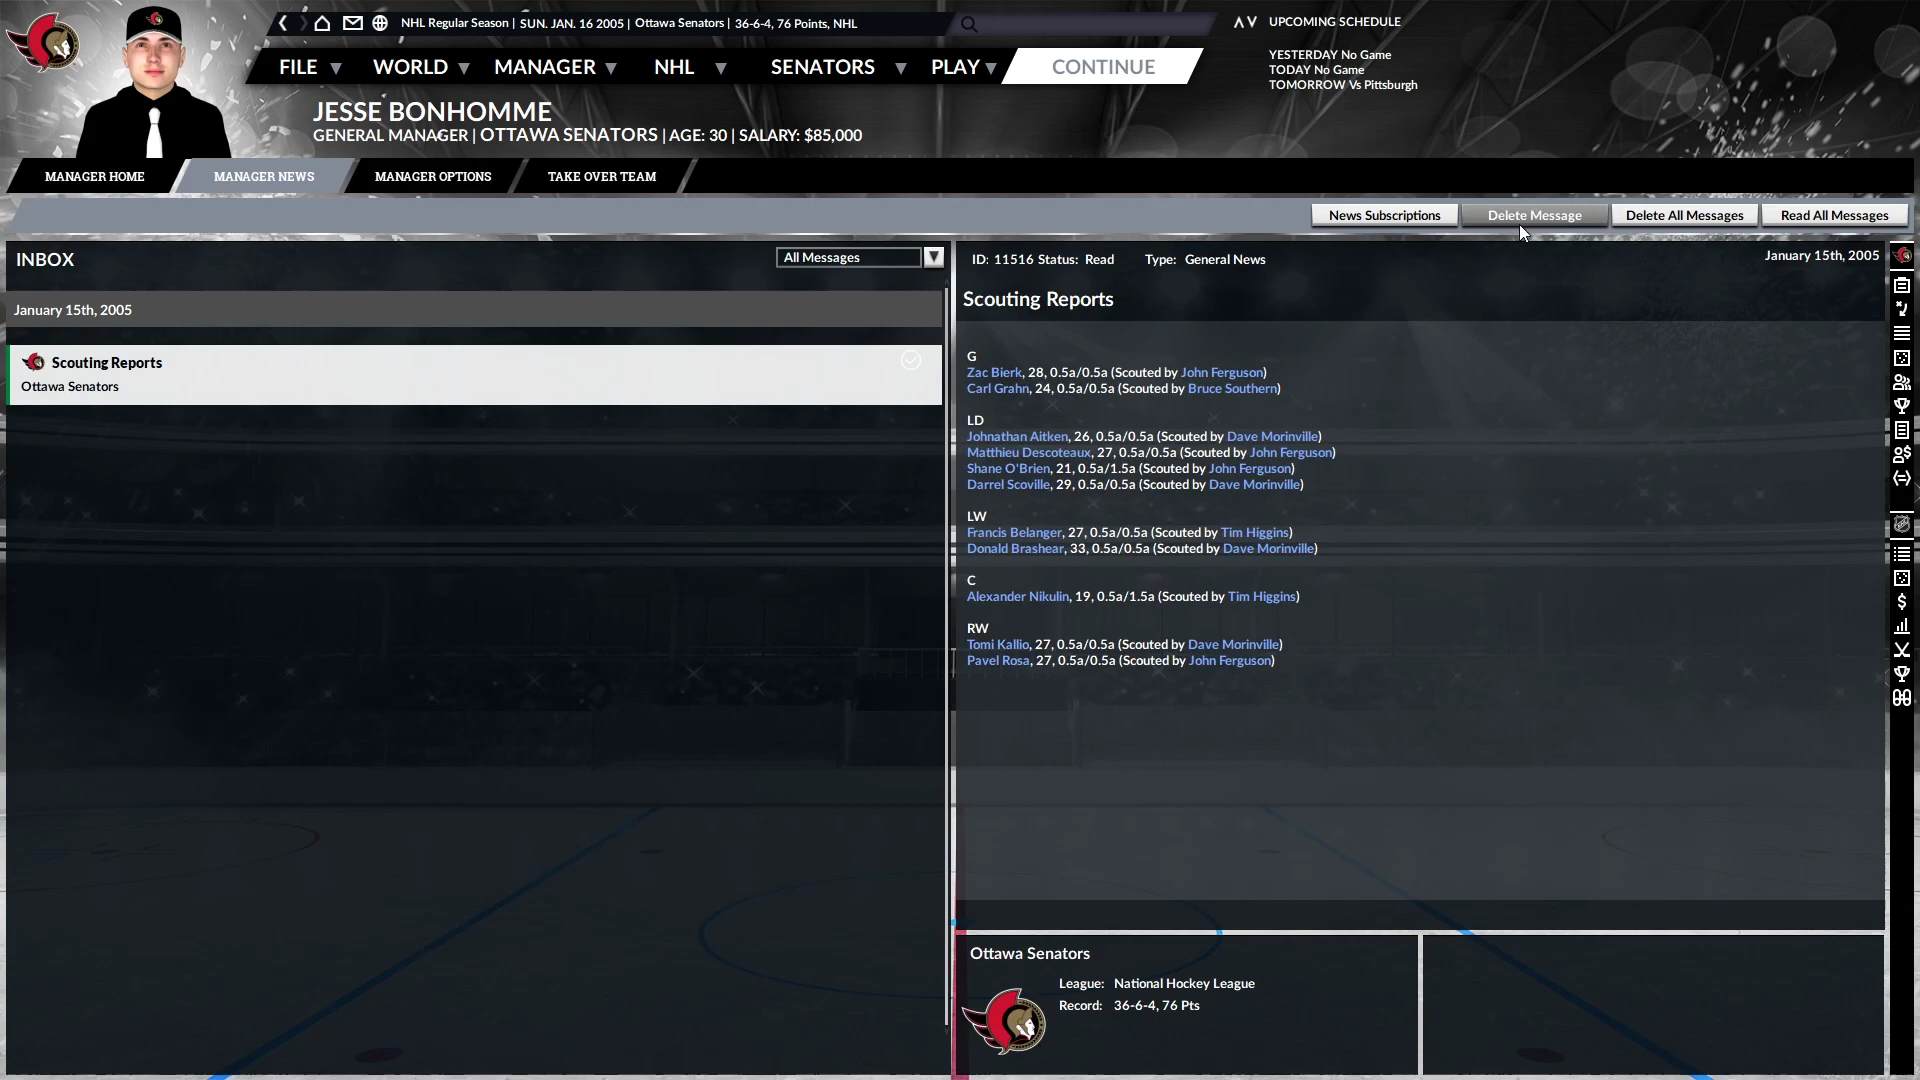 NHL Regular Season | SUN. JAN. 16 2005 | Ottawa Senators | 36-6-4, 76 Points, NHL
UPCOMING SCHEDULE
YESTERDAY No Game
TODAY No Game
TOMORROW Vs Pittsburgh
FILE
WORLD
MANAGER
NHL
SENATORS
PLAY
CONTINUE
JESSE BONHOMME
GENERAL MANAGER | OTTAWA SENATORS | AGE: 30 | SALARY: $85,000
MANAGER HOME
MANAGER NEWS
MANAGER OPTIONS
TAKE OVER TEAM
News Subscriptions
Delete Message
Delete All Messages
Read All Messages
INBOX
All Messages
January 15th, 2005
Scouting Reports
Ottawa Senators
ID: 11516 Status: Read Type: General News
January 15th, 2005
Scouting Reports
G
Zac Bierk, 28, 0.5a/0.5a (Scouted by John Ferguson)
Carl Grahn, 24, 0.5a/0.5a (Scouted by Bruce Southern)
LD
Johnathan Aitken, 26, 0.5a/0.5a (Scouted by Dave Morinville)
Matthieu Descoteaux, 27, 0.5a/0.5a (Scouted by John Ferguson)
Shane O'Brien, 21, 0.5a/1.5a (Scouted by John Ferguson)
Darrel Scoville, 29, 0.5a/0.5a (Scouted by Dave Morinville)
LW
Francis Belanger, 27, 0.5a/0.5a (Scouted by Tim Higgins)
Donald Brashear, 33, 0.5a/0.5a (Scouted by Dave Morinville)
C
Alexander Nikulin, 19, 0.5a/1.5a (Scouted by Tim Higgins)
RW
Tomi Kallio, 27, 0.5a/0.5a (Scouted by Dave Morinville)
Pavel Rosa, 27, 0.5a/0.5a (Scouted by John Ferguson)
Ottawa Senators
League: National Hockey League
Record: 36-6-4, 76 Pts